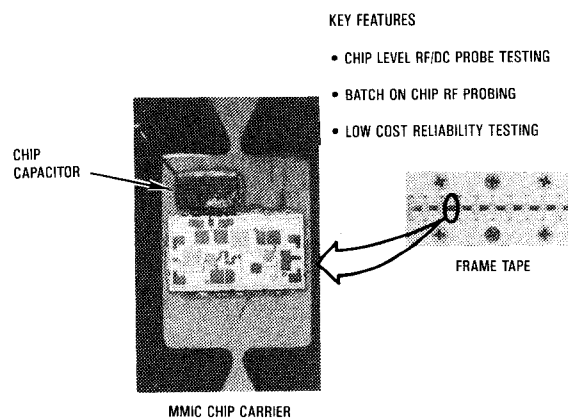 KEY FEATURES
• CHIP LEVEL RF/DC PROBE TESTING
• BATCH ON CHIP RF PROBING
• LOW COST RELIABILITY TESTING
CHIP
CAPACITOR
FRAME TAPE
MMIC CHIP CARRIER